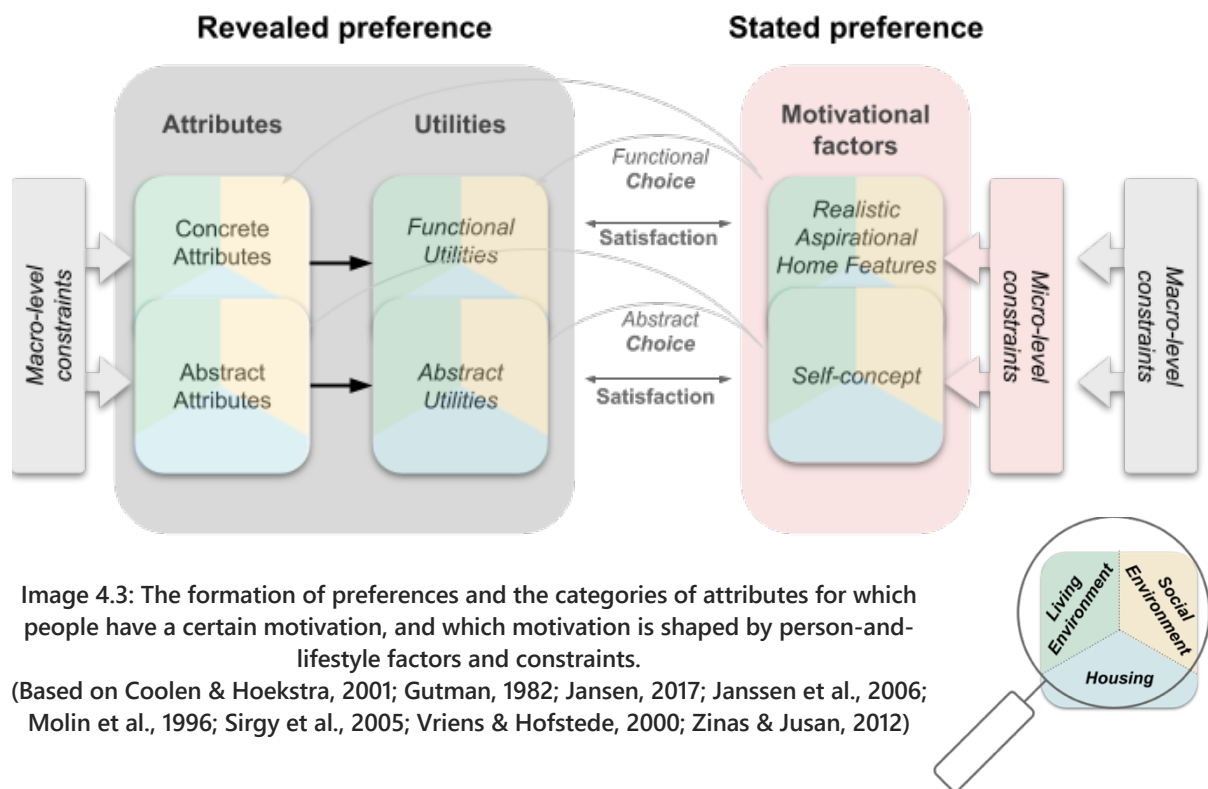 Revealed preference
Stated preference
Attributes
Utilities
Motivational
factors
Functional
Choice
Macro-level
constraints
Concrete
Attributes
Functional
Utilities
Satisfaction
Realistic
Aspirational
Home Features
Micro-level
constraints
Macro-level
constraints
Abstract
Attributes
Abstract
Utilities
Abstract
Choice
Satisfaction
Self-concept
Image 4.3: The formation of preferences and the categories of attributes for which
people have a certain motivation, and which motivation is shaped by person-and-
lifestyle factors and constraints.
(Based on Coolen & Hoekstra, 2001; Gutman, 1982; Jansen, 2017; Janssen et al., 2006;
Molin et al., 1996; Sirgy et al., 2005; Vriens & Hofstede, 2000; Zinas & Jusan, 2012)
Living
Environment
Social
Environment
Housing